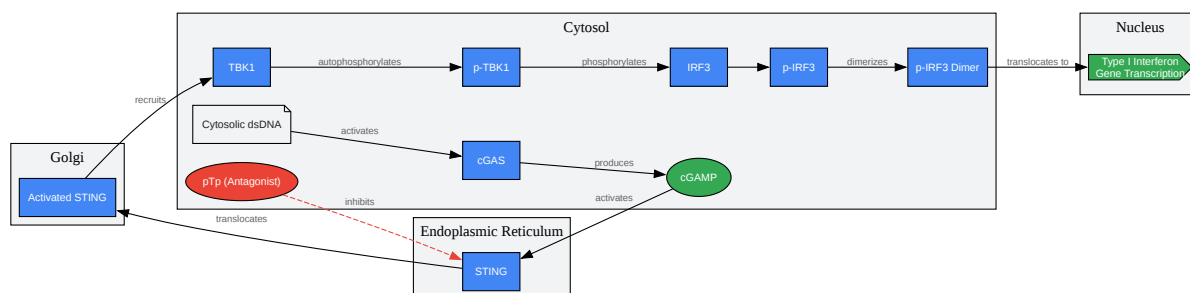 Cytosol
Nucleus
TBK1
autophosphorylates
p-TBK1
phosphorylates
IRF3
p-IRF3
dimerizes
p-IRF3 Dimer
translocates to
Type I Interferon
Gene Transcription
recruits
Cytosolic dsDNA
activates
cGAS
produces
cGAMP
Golgi
Activated STING
pTp (Antagonist)
inhibits
activates
translocates
Endoplasmic Reticulum
STING